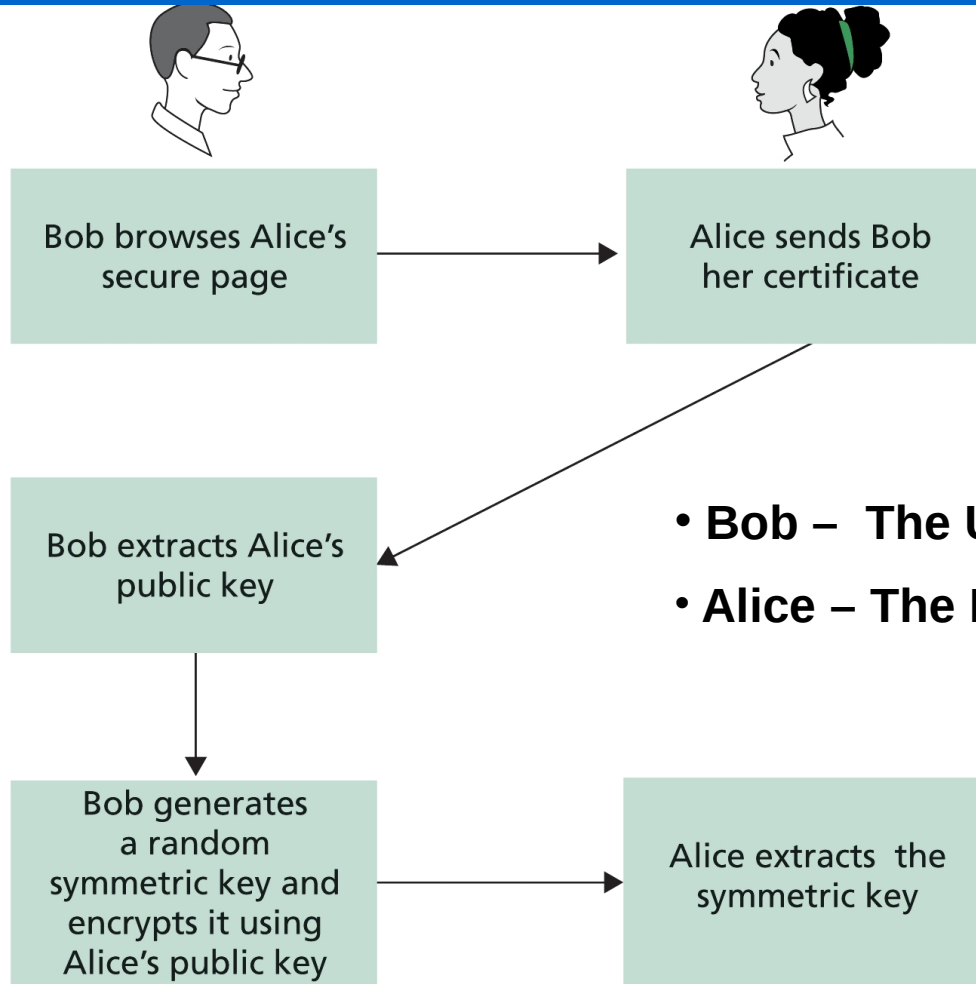 Bob browses Alice's
secure page
Alice sends Bob
her certificate
Bob extracts Alice's
public key
• Bob – The
• Alice – The
Bob generates
a random
symmetric key and
encrypts it using
Alice's public key
Alice extracts the
symmetric key